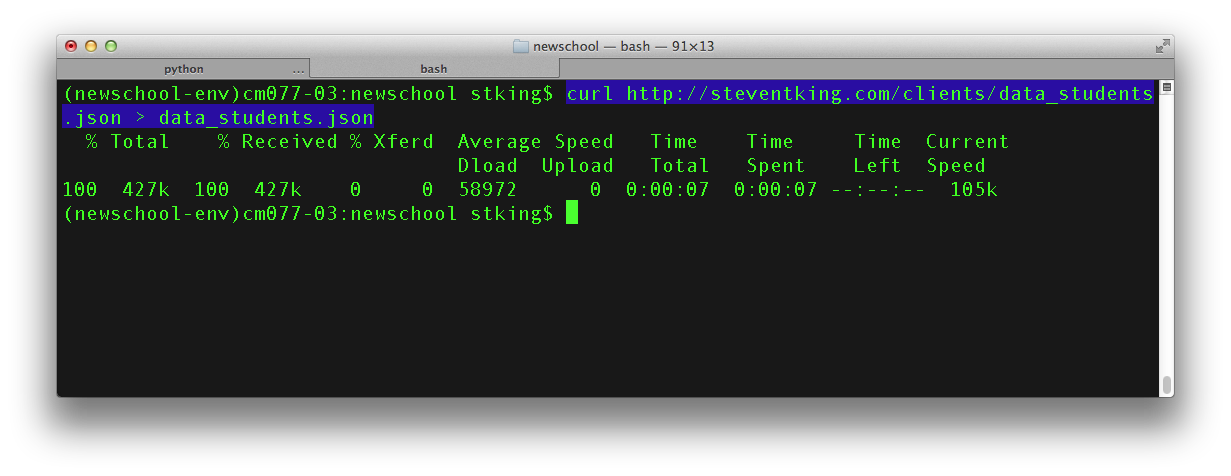 newschool — bash — 91×13
python ... bash
(newschool-env)cm077-03:newschool stking$ curl http://steventking.com/clients/data_students
.json > data_students.json
% Total % Received % Xferd Average Speed Time Time Time Current
Dload Upload Total Spent Left Speed
100 427k 100 427k 0 0 58972 0 0:00:07 0:00:07 --:--:-- 105k
(newschool-env)cm077-03:newschool stking$